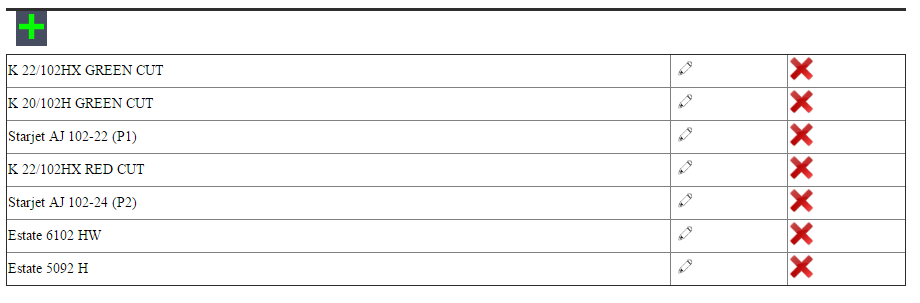 K 22/102HX GREEN CUT
K 20/102H GREEN CUT
Starjet AJ 102-22 (P1)
K 22/102HX RED CUT
Starjet AJ 102-24 (P2)
Estate 6102 HW
Estate 5092 H